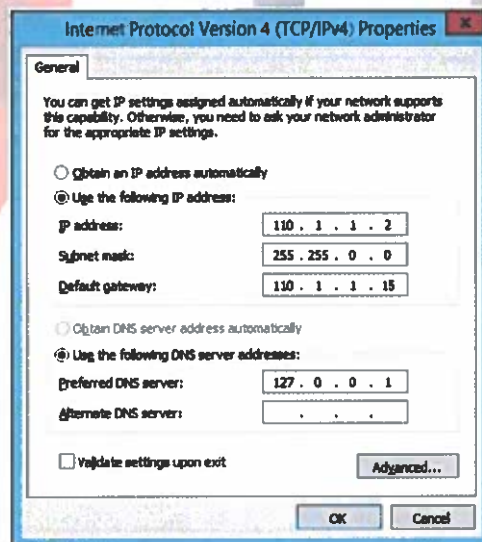 Internet Protocol Version 4 (TCP/IPv4) Properties
General
You can get IP settings assigned automatically if your network supports
this capability. Otherwise, you need to ask your network administrator
for the appropriate IP settings.
Obtain an IP address automatically
Use the following IP address:
IP address: 110 . 1 . 1 . 2
Subnet mask: 255 . 255 . 0 . 0
Default gateway: 110 . 1 . 1 . 15
Obtain DNS server address automatically
Use the following DNS server addresses:
Preferred DNS server: 127 . 0 . 0 . 1
Alternate DNS server: . . .
Validate settings upon exit
Advanced...
OK Cancel